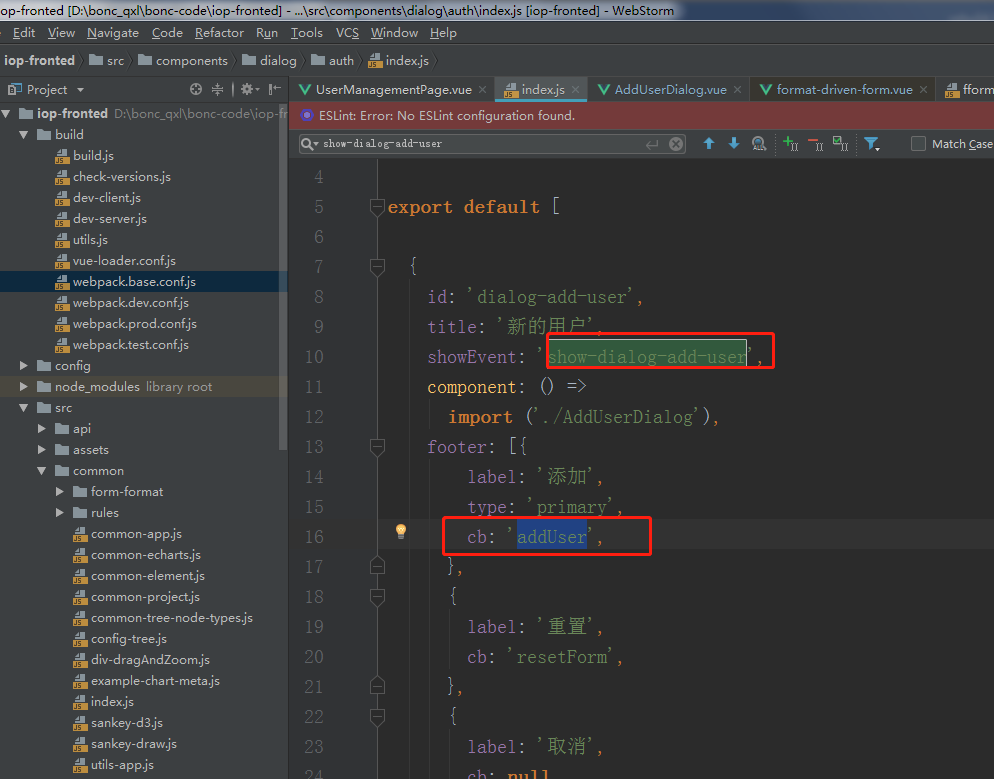 op-fronted [D:\bonc_qxl\bonc-code\iop-fronted] - ...\src\components\dialog\auth\index.js [iop-fronted] - WebStorm
Edit View Navigate Code Refactor Run Tools VCS Window Help
iop-fronted src components dialog auth index.js
Project
UserManagementPage.vue index.js AddUserDialog.vue format-driven-form.vue fform
iop-fronted D:\bonc_qxl\bonc-code\iop-fr
ESLint: Error: No ESLint configuration found.
build
show-dialog-add-user Match Case
build.js
check-versions.js
dev-client.js
dev-server.js
utils.js
vue-loader.conf.js
webpack.base.conf.js
webpack.dev.conf.js
webpack.prod.conf.js
webpack.test.conf.js
config
node_modules library root
src
api
assets
common
form-format
rules
common-app.js
common-echarts.js
common-element.js
common-project.js
common-tree-node-types.js
config-tree.js
div-dragAndZoom.js
example-chart-meta.js
index.js
sankey-d3.js
sankey-draw.js
utils-app.js
4
5 export default [
6
7 {
8 id: 'dialog-add-user',
9 title: '新的用户',
10 showEvent: 'show-dialog-add-user',
11 component: () =>
12 import ('./AddUserDialog'),
13 footer: [{
14 label: '添加',
15 type: 'primary',
16 cb: 'addUser',
17 },
18 {
19 label: '重置',
20 cb: 'resetForm',
21 },
22 {
23 label: '取消',
24 cb: null